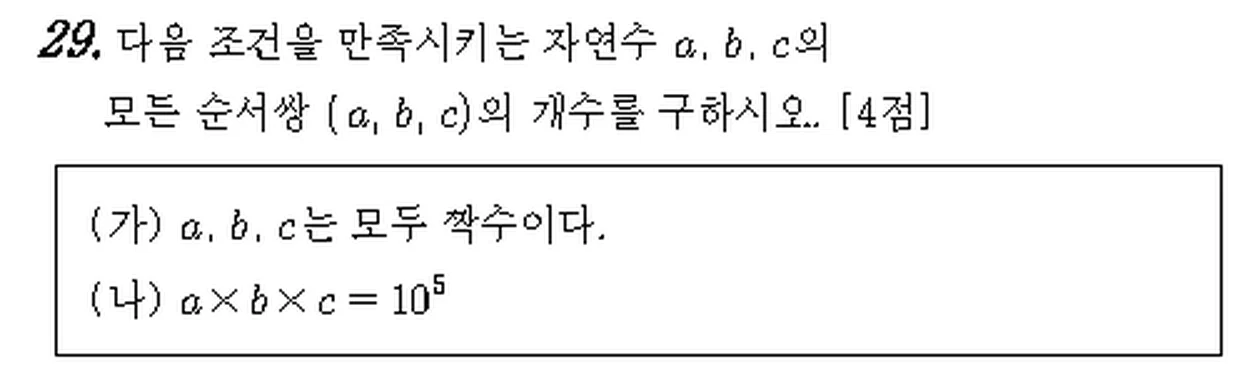 29. 다음 조건을 만족시키는 자연수 a, b, c의
모든 순서쌍 (a, b, c)의 개수를 구하시오.. [4점]
(가) a, b, c는 모두 짝수이다.
(나) a×b×c=10⁵